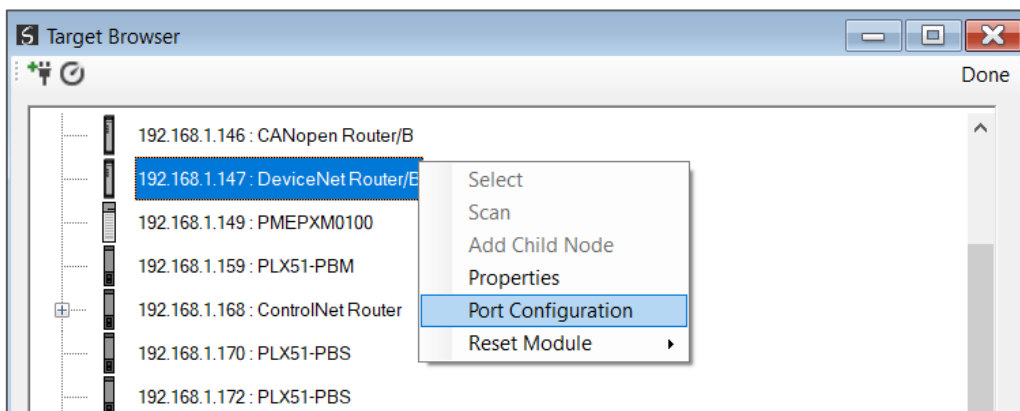 Target Browser
Done
192.168.1.146 : CANopen Router/B
192.168.1.147 : DeviceNet Router/B
192.168.1.149 : PMEPXM0100
192.168.1.159 : PLX51-PBM
192.168.1.168 : ControlNet Router
192.168.1.170 : PLX51-PBS
192.168.1.172 : PLX51-PBS
Select
Scan
Add Child Node
Properties
Port Configuration
Reset Module